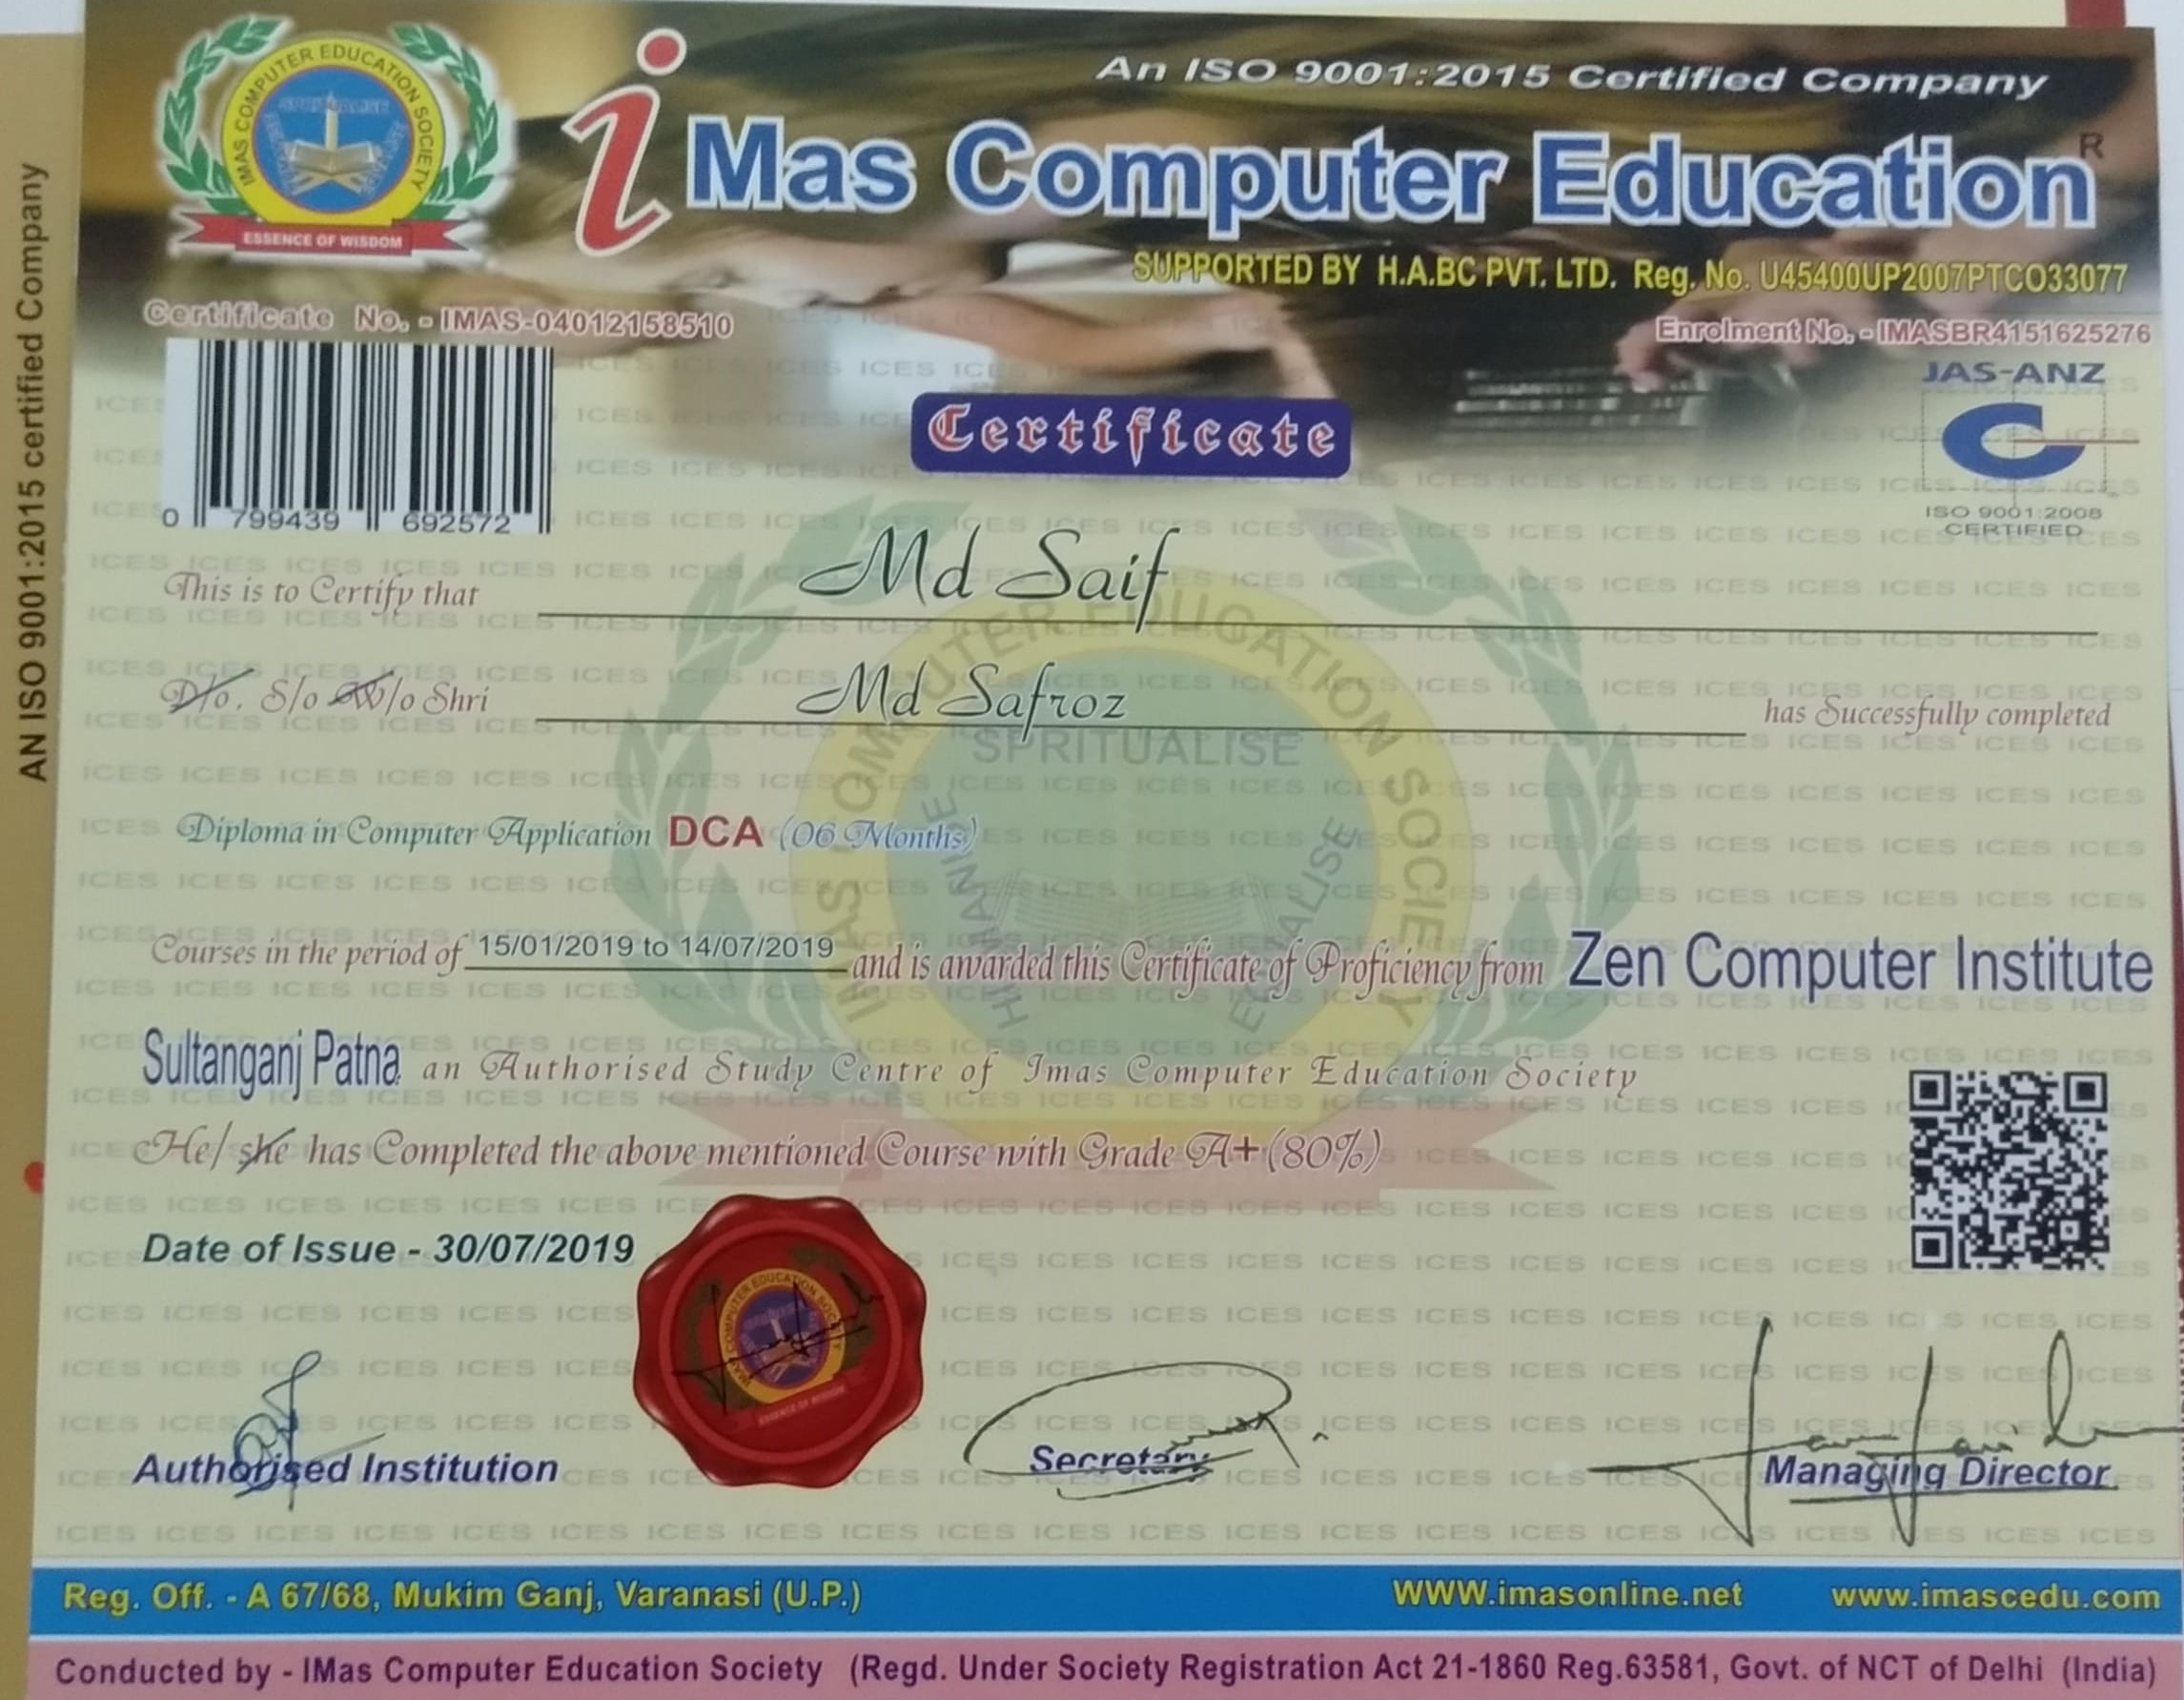 AN ISO 9001:2015 certified Company
IMAS COMPUTER EDUCATION SOCIETY
SPRITUALISE
ESSENCE OF WISDOM
An ISO 9001:2015 Certified Company
i Mas Computer Education R
SUPPORTED BY H.A.BC PVT. LTD. Reg. No. U45400UP2007PTCO33077
Certificate No. - IMAS-04012158510
Enrolment No. - IMASBR4151625276
0 799439 692572
Certificate
JAS-ANZ
ISO 9001:2008
CERTIFIED
This is to Certify that Md Saif
D/o. S/o W/o Shri Md Safroz has Successfully completed
Diploma in Computer Application DCA (06 Months)
Courses in the period of 15/01/2019 to 14/07/2019 and is awarded this Certificate of Proficiency from Zen Computer Institute
Sultanganj Patna an Authorised Study Centre of Imas Computer Education Society
He/ she has Completed the above mentioned Course with Grade A+ (80%)
Date of Issue - 30/07/2019
Authorised Institution
Secretary
Managing Director
Reg. Off. - A 67/68, Mukim Ganj, Varanasi (U.P.) WWW.imasonline.net www.imascedu.com
Conducted by - IMas Computer Education Society (Regd. Under Society Registration Act 21-1860 Reg.63581, Govt. of NCT of Delhi (India)